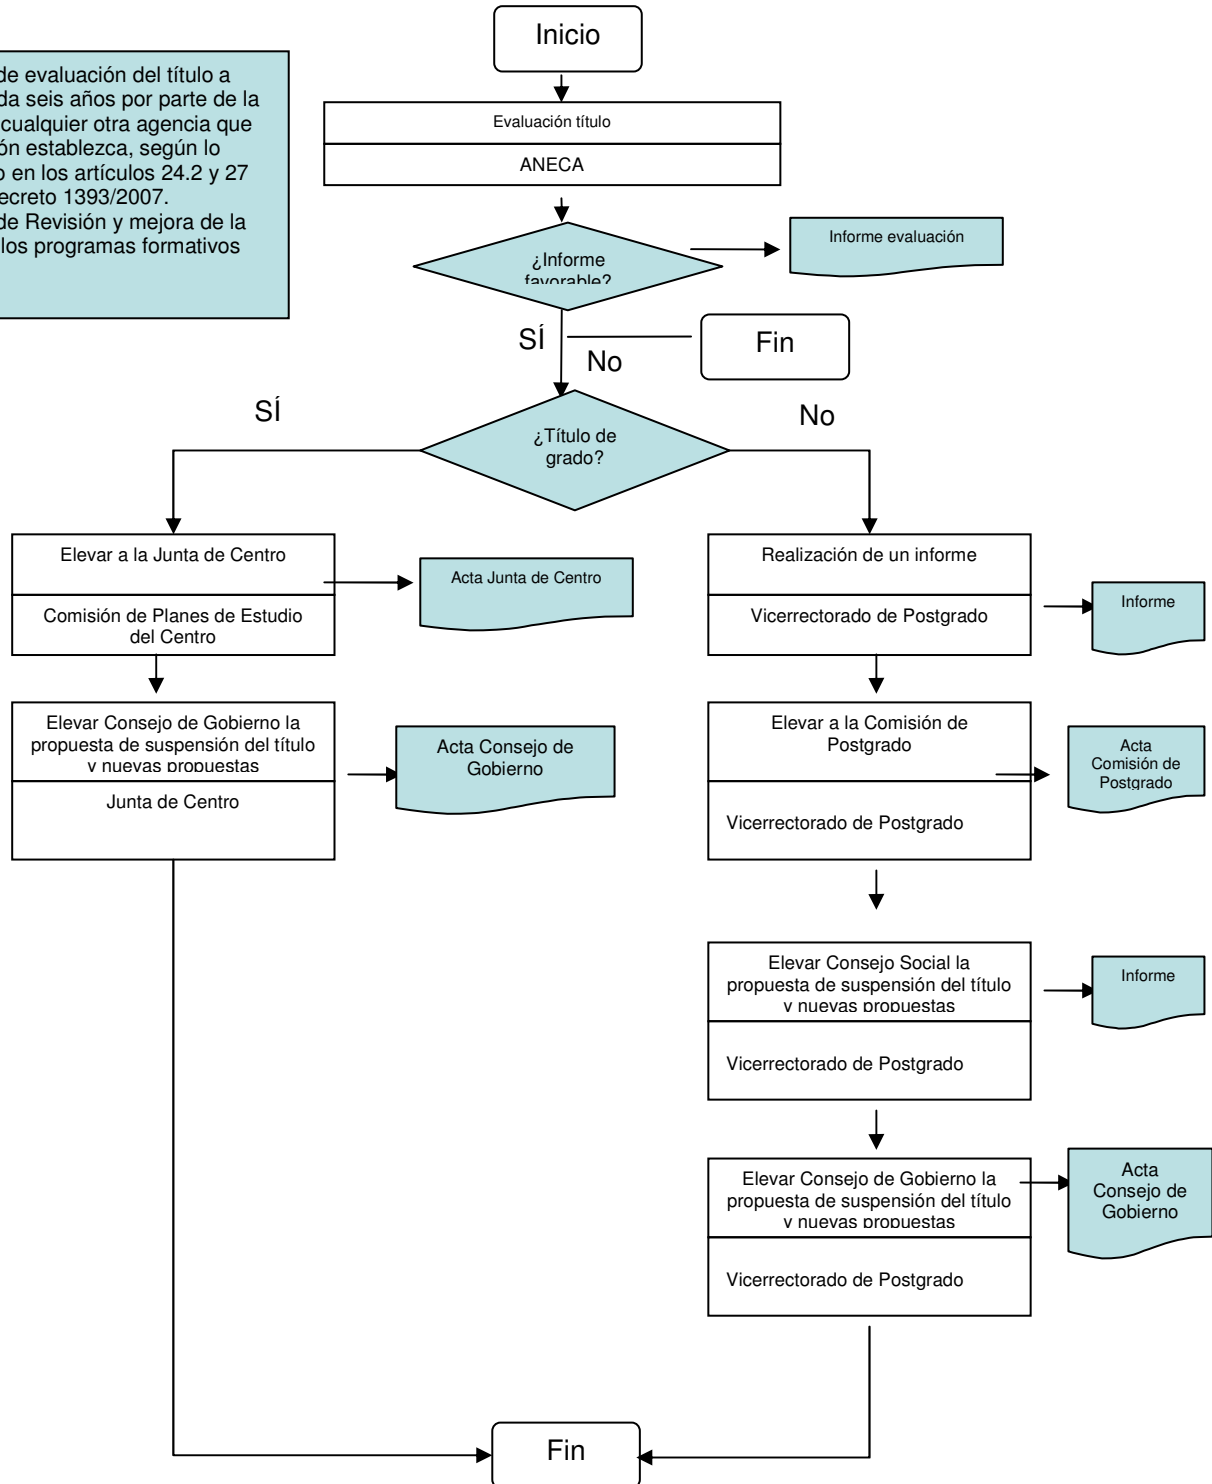 Inicio
de evaluación del título a
da seis años por parte de la
cualquier otra agencia que
ón establezca, según lo
o en los artículos 24.2 y 27
ecreto 1393/2007.
de Revisión y mejora de la
los programas formativos
Evaluación título
ANECA
¿Informe
favorable?
Informe evaluación
SÍ
No
Fin
SÍ
No
¿Título de
grado?
Elevar a la Junta de Centro
Comisión de Planes de Estudio
del Centro
Acta Junta de Centro
Realización de un informe
Vicerrectorado de Postgrado
Informe
Elevar Consejo de Gobierno la
propuesta de suspensión del título
y nuevas propuestas
Junta de Centro
Acta Consejo de
Gobierno
Elevar a la Comisión de
Postgrado
Vicerrectorado de Postgrado
Acta
Comisión de
Postgrado
Elevar Consejo Social la
propuesta de suspensión del título
y nuevas propuestas
Vicerrectorado de Postgrado
Informe
Elevar Consejo de Gobierno la
propuesta de suspensión del título
y nuevas propuestas
Vicerrectorado de Postgrado
Acta
Consejo de
Gobierno
Fin